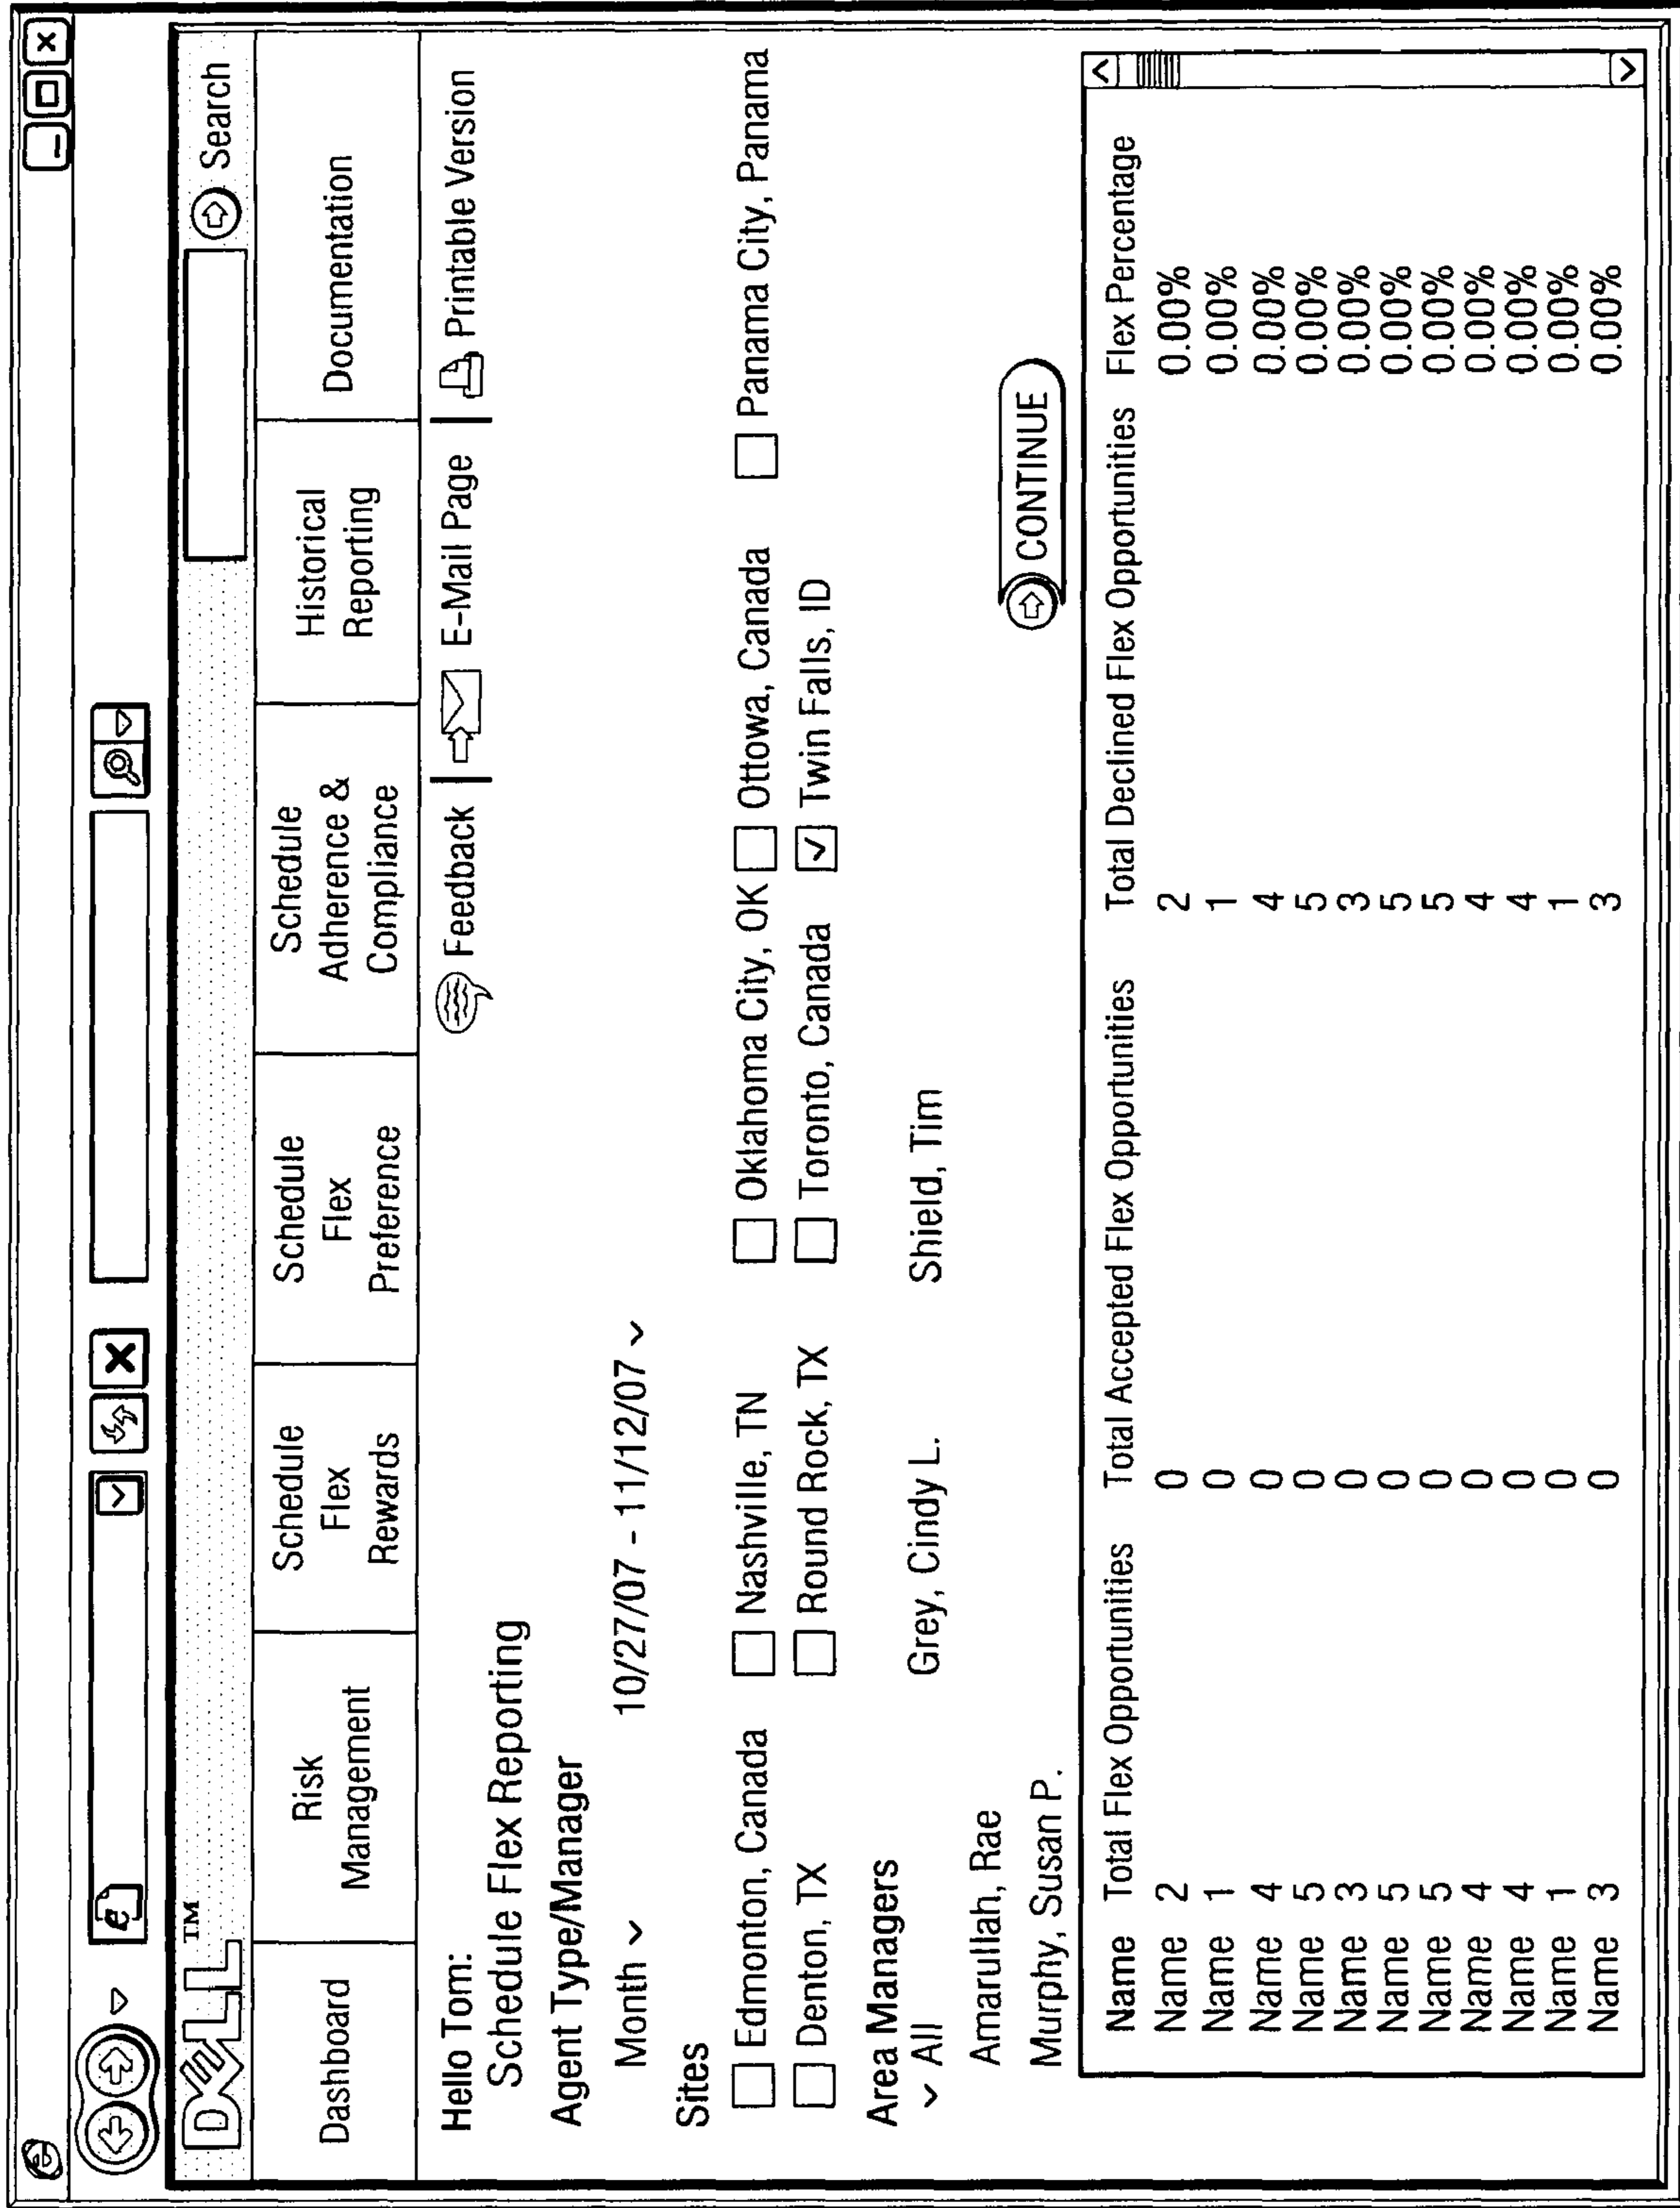 DELL™
Search
Dashboard
Risk Management
Schedule Flex Rewards
Schedule Flex Preference
Schedule Adherence & Compliance
Historical Reporting
Documentation
Hello Tom:
Feedback | E-Mail Page | Printable Version
Schedule Flex Reporting
Agent Type/Manager
Month 10/27/07 - 11/12/07
Sites
Edmonton, Canada Nashville, TN Oklahoma City, OK Ottowa, Canada Panama City, Panama
Denton, TX Round Rock, TX Toronto, Canada Twin Falls, ID
Area Managers
All Grey, Cindy L. Shield, Tim
Amarullah, Rae
Murphy, Susan P.
CONTINUE
Name Total Flex Opportunities Total Accepted Flex Opportunities Total Declined Flex Opportunities Flex Percentage
Name 2 0 2 0.00%
Name 1 0 1 0.00%
Name 4 0 4 0.00%
Name 5 0 5 0.00%
Name 3 0 3 0.00%
Name 5 0 5 0.00%
Name 5 0 5 0.00%
Name 4 0 4 0.00%
Name 4 0 4 0.00%
Name 1 0 1 0.00%
Name 3 0 3 0.00%